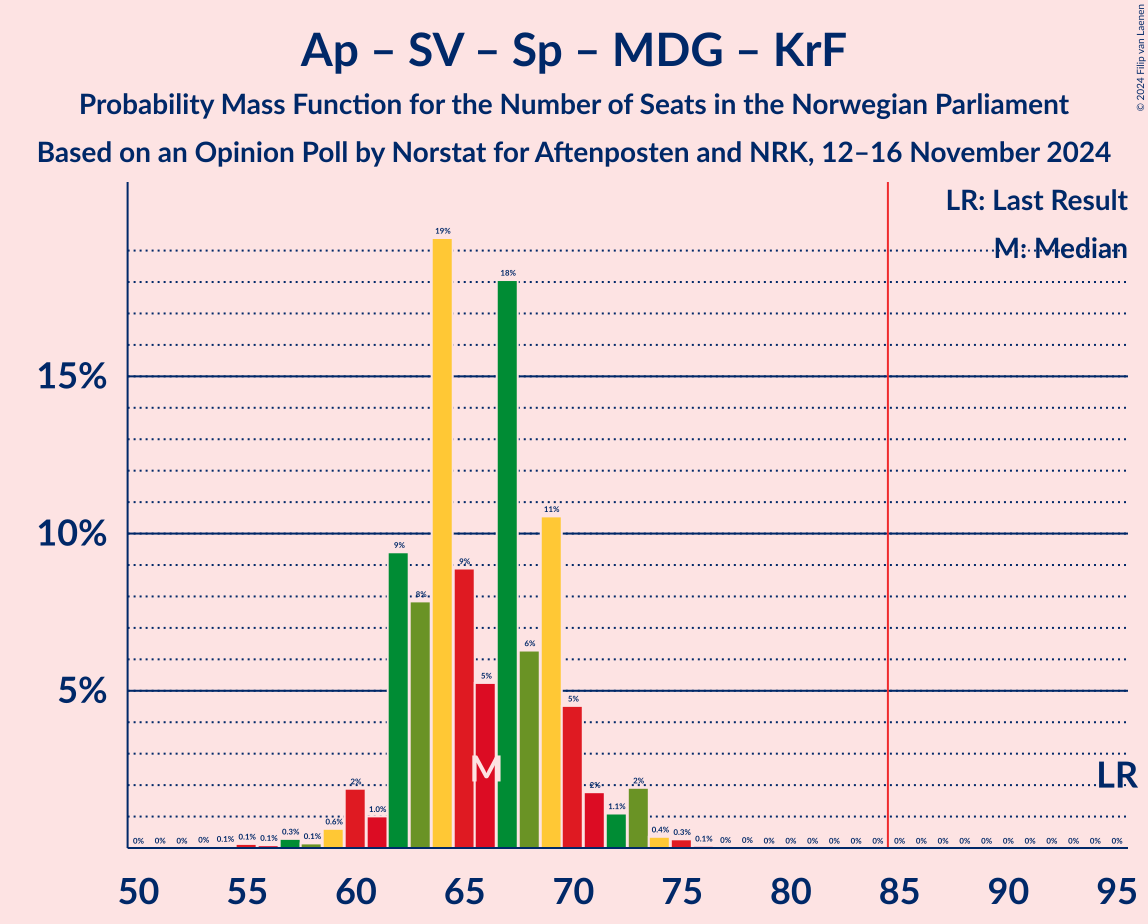 Ap – SV – Sp – MDG – KrF
Probability Mass Function for the Number of Seats in the Norwegian Parliament
Based on an Opinion Poll by Norstat for Aftenposten and NRK, 12–16 November 2024
© 2024 Filip van Laenen
LR: Last Result
M: Median
15%
10%
5%
0% 0% 0% 0% 0.1% 0.1% 0.1% 0.3% 0.1% 0.6% 2% 1.0% 9% 8% 19% 9% 5% 18% 6% 11% 5% 2% 1.1% 2% 0.4% 0.3% 0.1% 0% 0% 0% 0% 0% 0% 0% 0% 0% 0% 0% 0% 0% 0% 0% 0% 0% 0% 0%
M
LR
50 55 60 65 70 75 80 85 90 95